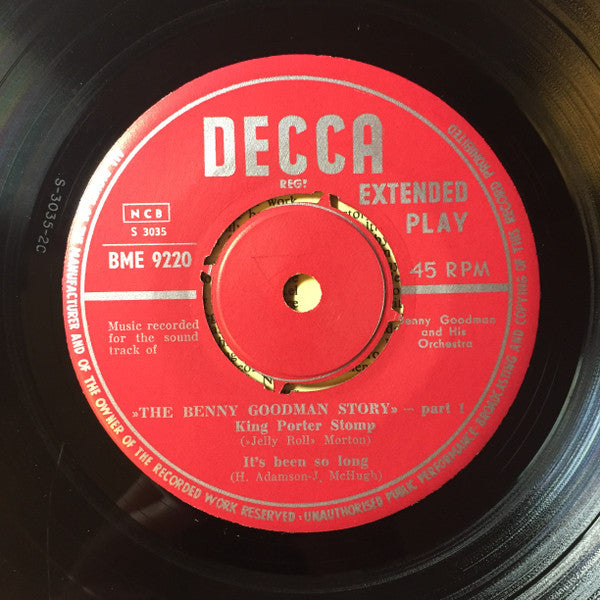 DECCA
REGT
EXTENDED
PLAY
NCB
S 3035
BME 9220
45 RPM
Music recorded
for the sound
track of
Benny Goodman
and His
Orchestra
»THE BENNY GOODMAN STORY» - part 1
King Porter Stomp
(»Jelly Roll» Morton)
It's been so long
(H. Adamson-J. McHugh)
MANUFACTURER AND OF THE OWNER OF THE RECORDED WORK RESERVED · UNAUTHORISED PUBLIC PERFORMANCE BROADCASTING AND COPYING OF THIS RECORD PROHIBITED
S-3035-2C
work